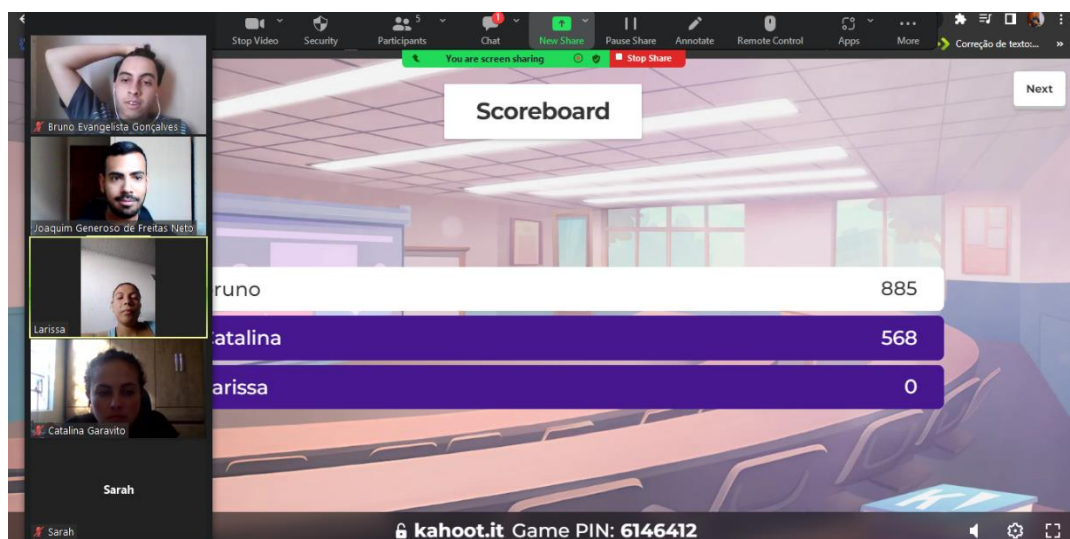 5
1
Stop Video Security Participants Chat New Share Pause Share Annotate Remote Control Apps More
Correção de texto:... »
You are screen sharing Stop Share
Next
Scoreboard
Bruno Evangelista Gonçalves
Joaquim Generoso de Freitas Neto
Larissa
Catalina Garavito
Sarah
Sarah
runo 885
atalina 568
arissa 0
kahoot.it Game PIN: 6146412
K!